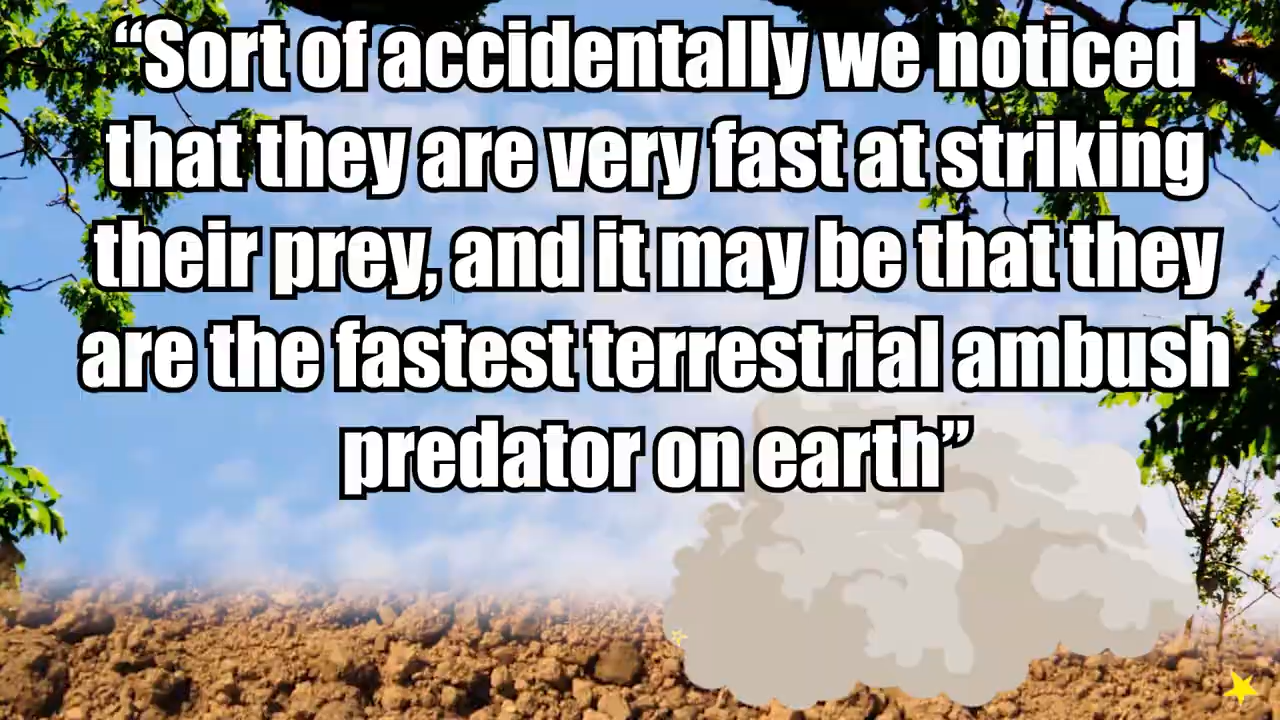 “Sort of accidentally we noticed
that they are very fast at striking
their prey, and it may be that they
are the fastest terrestrial ambush
predator on earth”